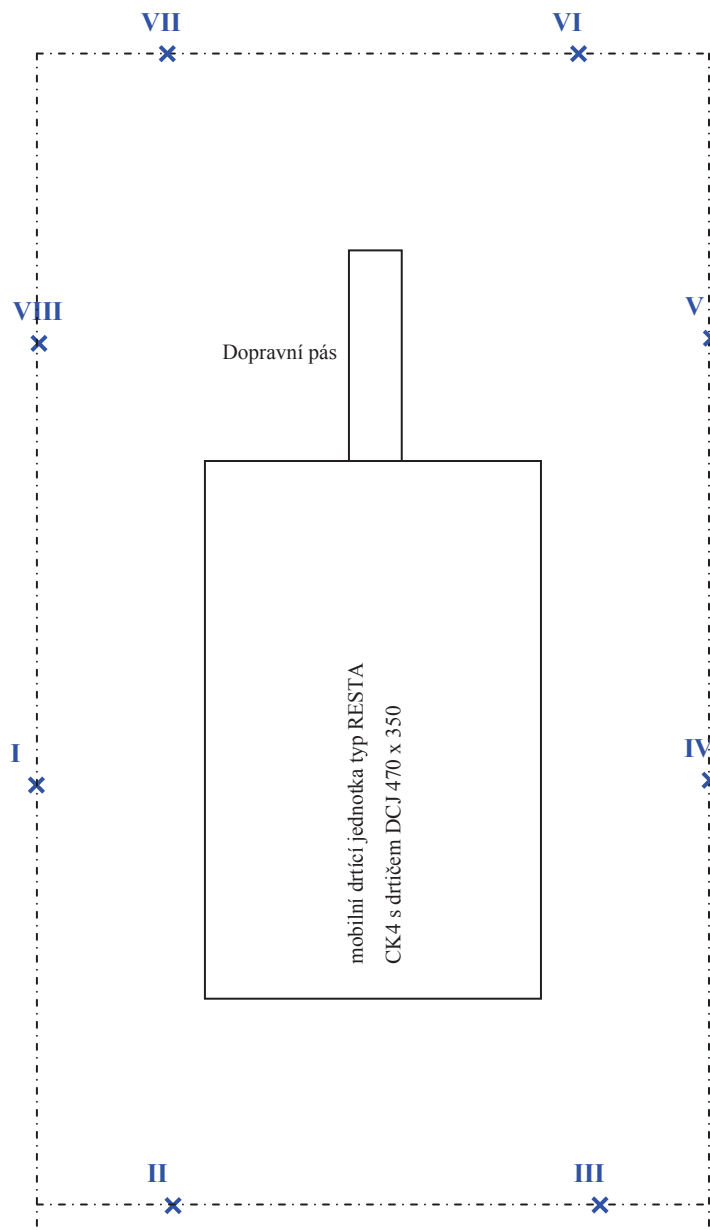 VII
VI
VIII
V
Dopravní pás
I
IV
mobilní drtící jednotka typ RESTA
CK4 s drtičem DCJ 470 x 350
II
III